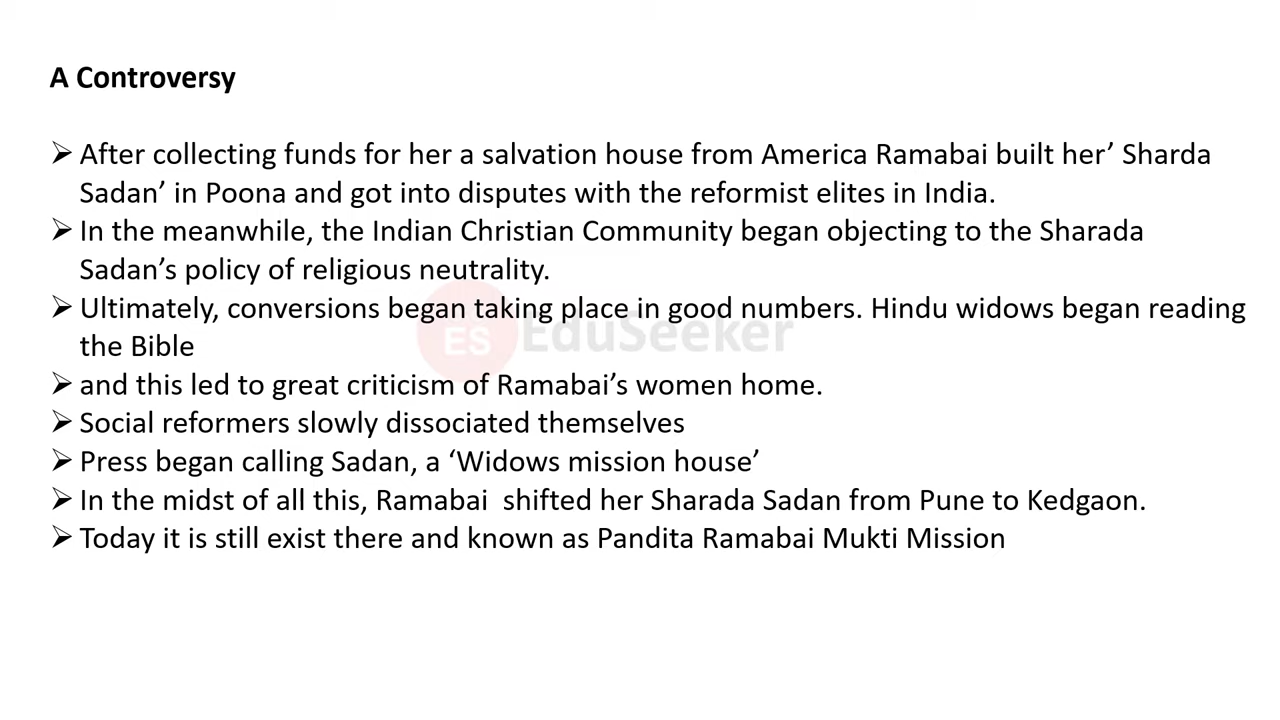 A Controversy
➢ After collecting funds for her a salvation house from America Ramabai built her’ Sharda
Sadan’ in Poona and got into disputes with the reformist elites in India.
➢ In the meanwhile, the Indian Christian Community began objecting to the Sharada
Sadan’s policy of religious neutrality.
➢ Ultimately, conversions began taking place in good numbers. Hindu widows began reading
the Bible
➢ and this led to great criticism of Ramabai’s women home.
➢ Social reformers slowly dissociated themselves
➢ Press began calling Sadan, a ‘Widows mission house’
➢ In the midst of all this, Ramabai  shifted her Sharada Sadan from Pune to Kedgaon.
➢ Today it is still exist there and known as Pandita Ramabai Mukti Mission
ES EduSeeker